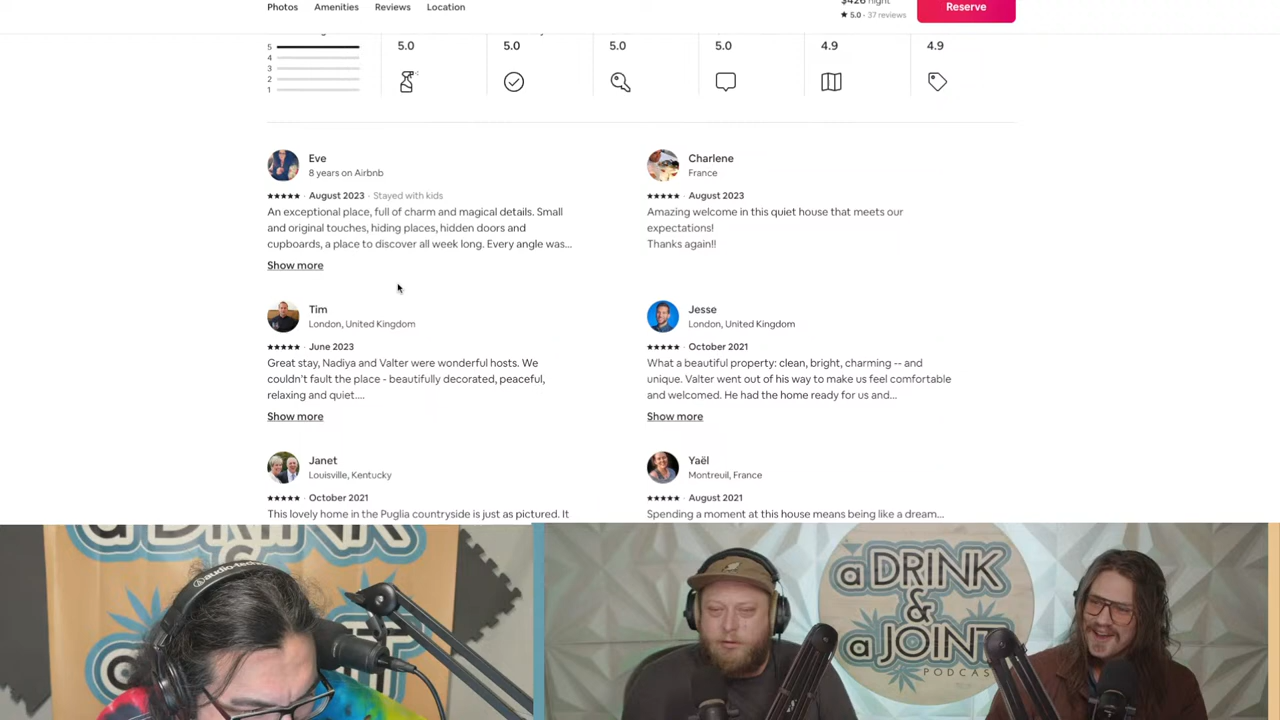 Photos Amenities Reviews Location
$426 night
★ 5.0 · 37 reviews
Reserve
5
4
3
2
1
5.0
5.0
5.0
5.0
4.9
4.9
Eve
8 years on Airbnb
★★★★★ · August 2023 · Stayed with kids
An exceptional place, full of charm and magical details. Small
and original touches, hiding places, hidden doors and
cupboards, a place to discover all week long. Every angle was...
Show more
Charlene
France
★★★★★ · August 2023
Amazing welcome in this quiet house that meets our
expectations!
Thanks again!!
Tim
London, United Kingdom
★★★★★ · June 2023
Great stay, Nadiya and Valter were wonderful hosts. We
couldn't fault the place - beautifully decorated, peaceful,
relaxing and quiet....
Show more
Jesse
London, United Kingdom
★★★★★ · October 2021
What a beautiful property: clean, bright, charming -- and
unique. Valter went out of his way to make us feel comfortable
and welcomed. He had the home ready for us and...
Show more
Janet
Louisville, Kentucky
★★★★★ · October 2021
This lovely home in the Puglia countryside is just as pictured. It
Yaël
Montreuil, France
★★★★★ · August 2021
Spending a moment at this house means being like a dream...
a DRINK
&
audio-technica
a DRINK
&
a JOINT
PODCAS